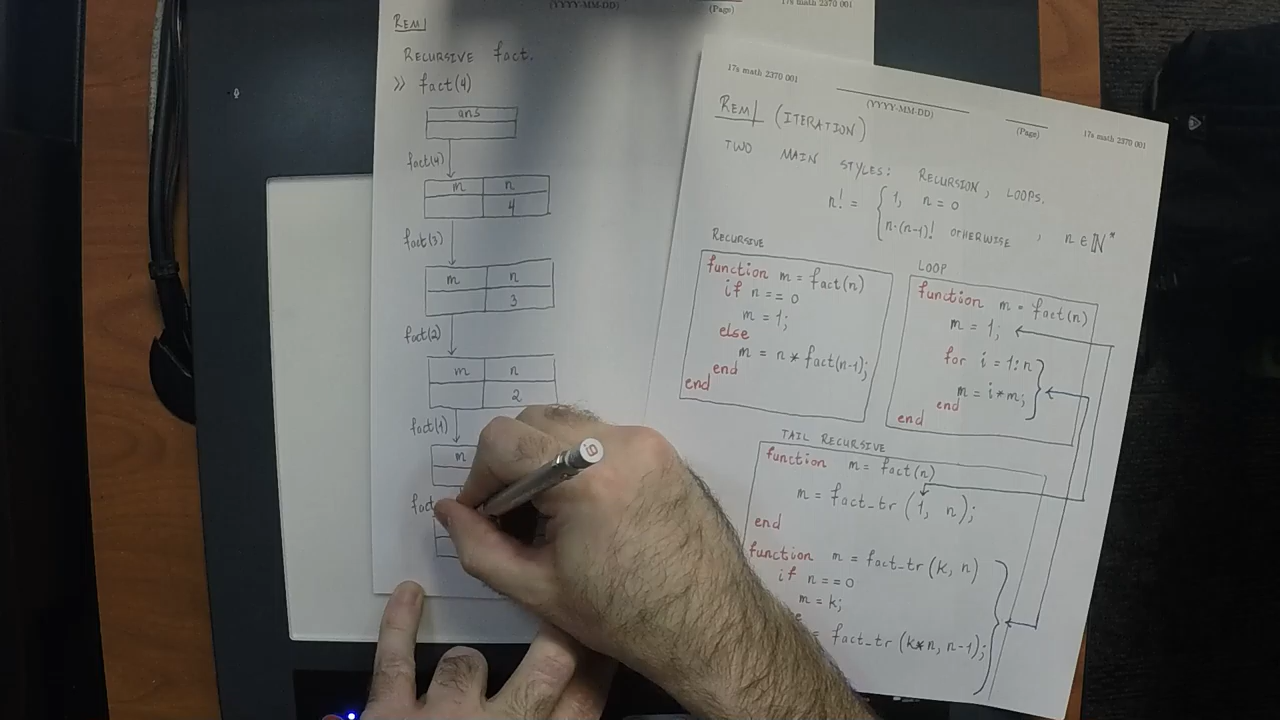 (YYYY-MM-DD)
(Page)
17s math 2370 001
REM
RECURSIVE fact.
>> fact(4)
ans
fact(4)
m n
4
fact(3)
m n
3
fact(2)
m n
2
fact(1)
m
fact
17s math 2370 001
(YYYY-MM-DD)
(Page)
17s math 2370 001
REM (ITERATION)
TWO MAIN STYLES: RECURSION, LOOPS.
n! = { 1, n = 0
n·(n-1)! OTHERWISE , n ∈ ℕ*
RECURSIVE
function m = fact(n)
if n == 0
m = 1;
else
m = n * fact(n-1);
end
end
LOOP
function m = fact(n)
m = 1;
for i = 1:n
m = i*m;
end
end
TAIL RECURSIVE
function m = fact(n)
m = fact_tr (1, n);
end
function m = fact_tr(k, n)
if n == 0
m = k;
fact_tr (k*n, n-1);